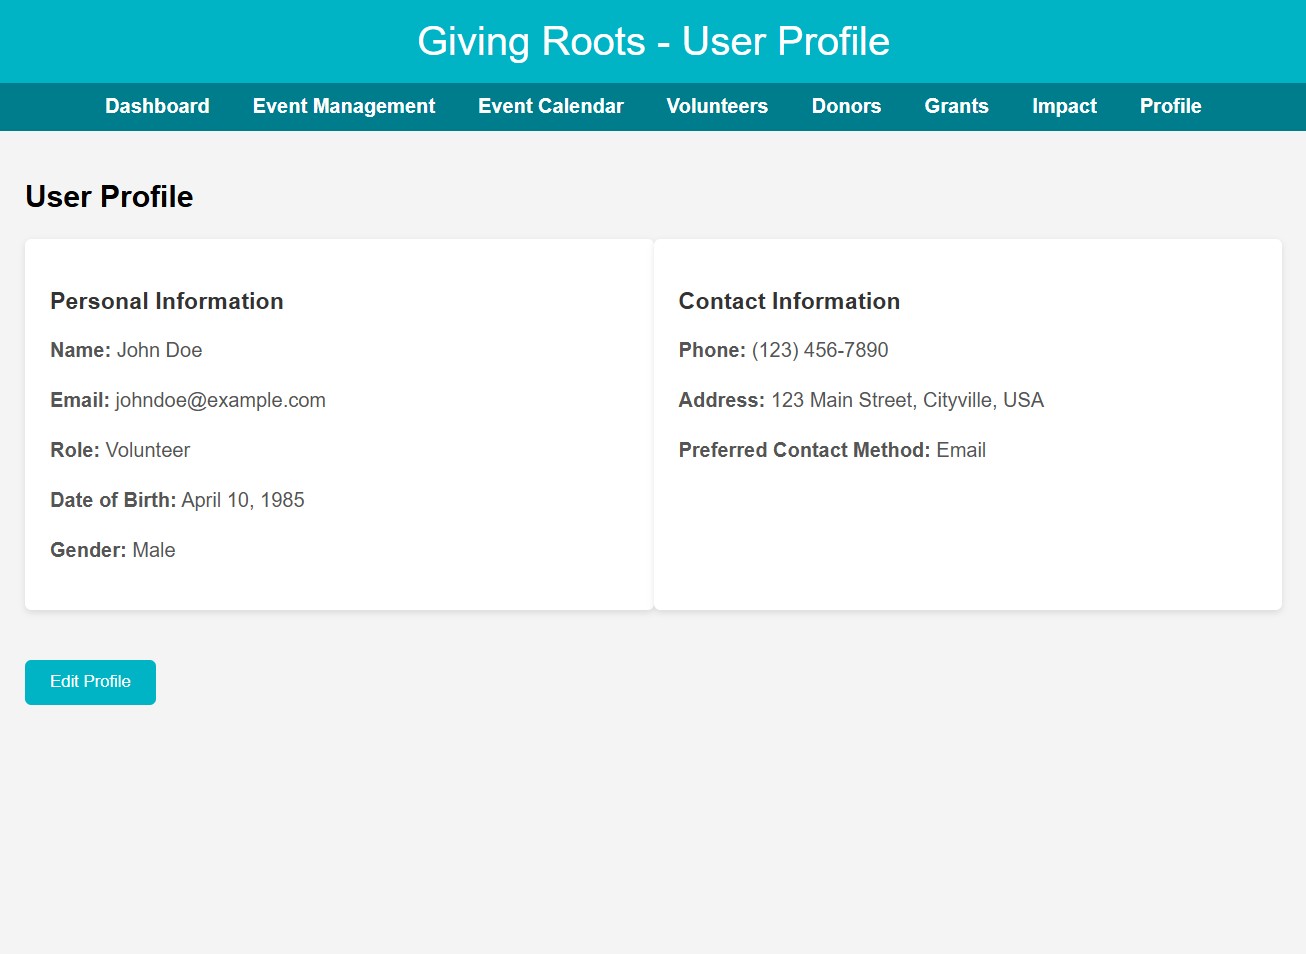 Giving Roots - User Profile
Dashboard Event Management Event Calendar Volunteers Donors Grants Impact Profile
User Profile
Personal Information
Name: John Doe
Email: johndoe@example.com
Role: Volunteer
Date of Birth: April 10, 1985
Gender: Male
Contact Information
Phone: (123) 456-7890
Address: 123 Main Street, Cityville, USA
Preferred Contact Method: Email
Edit Profile